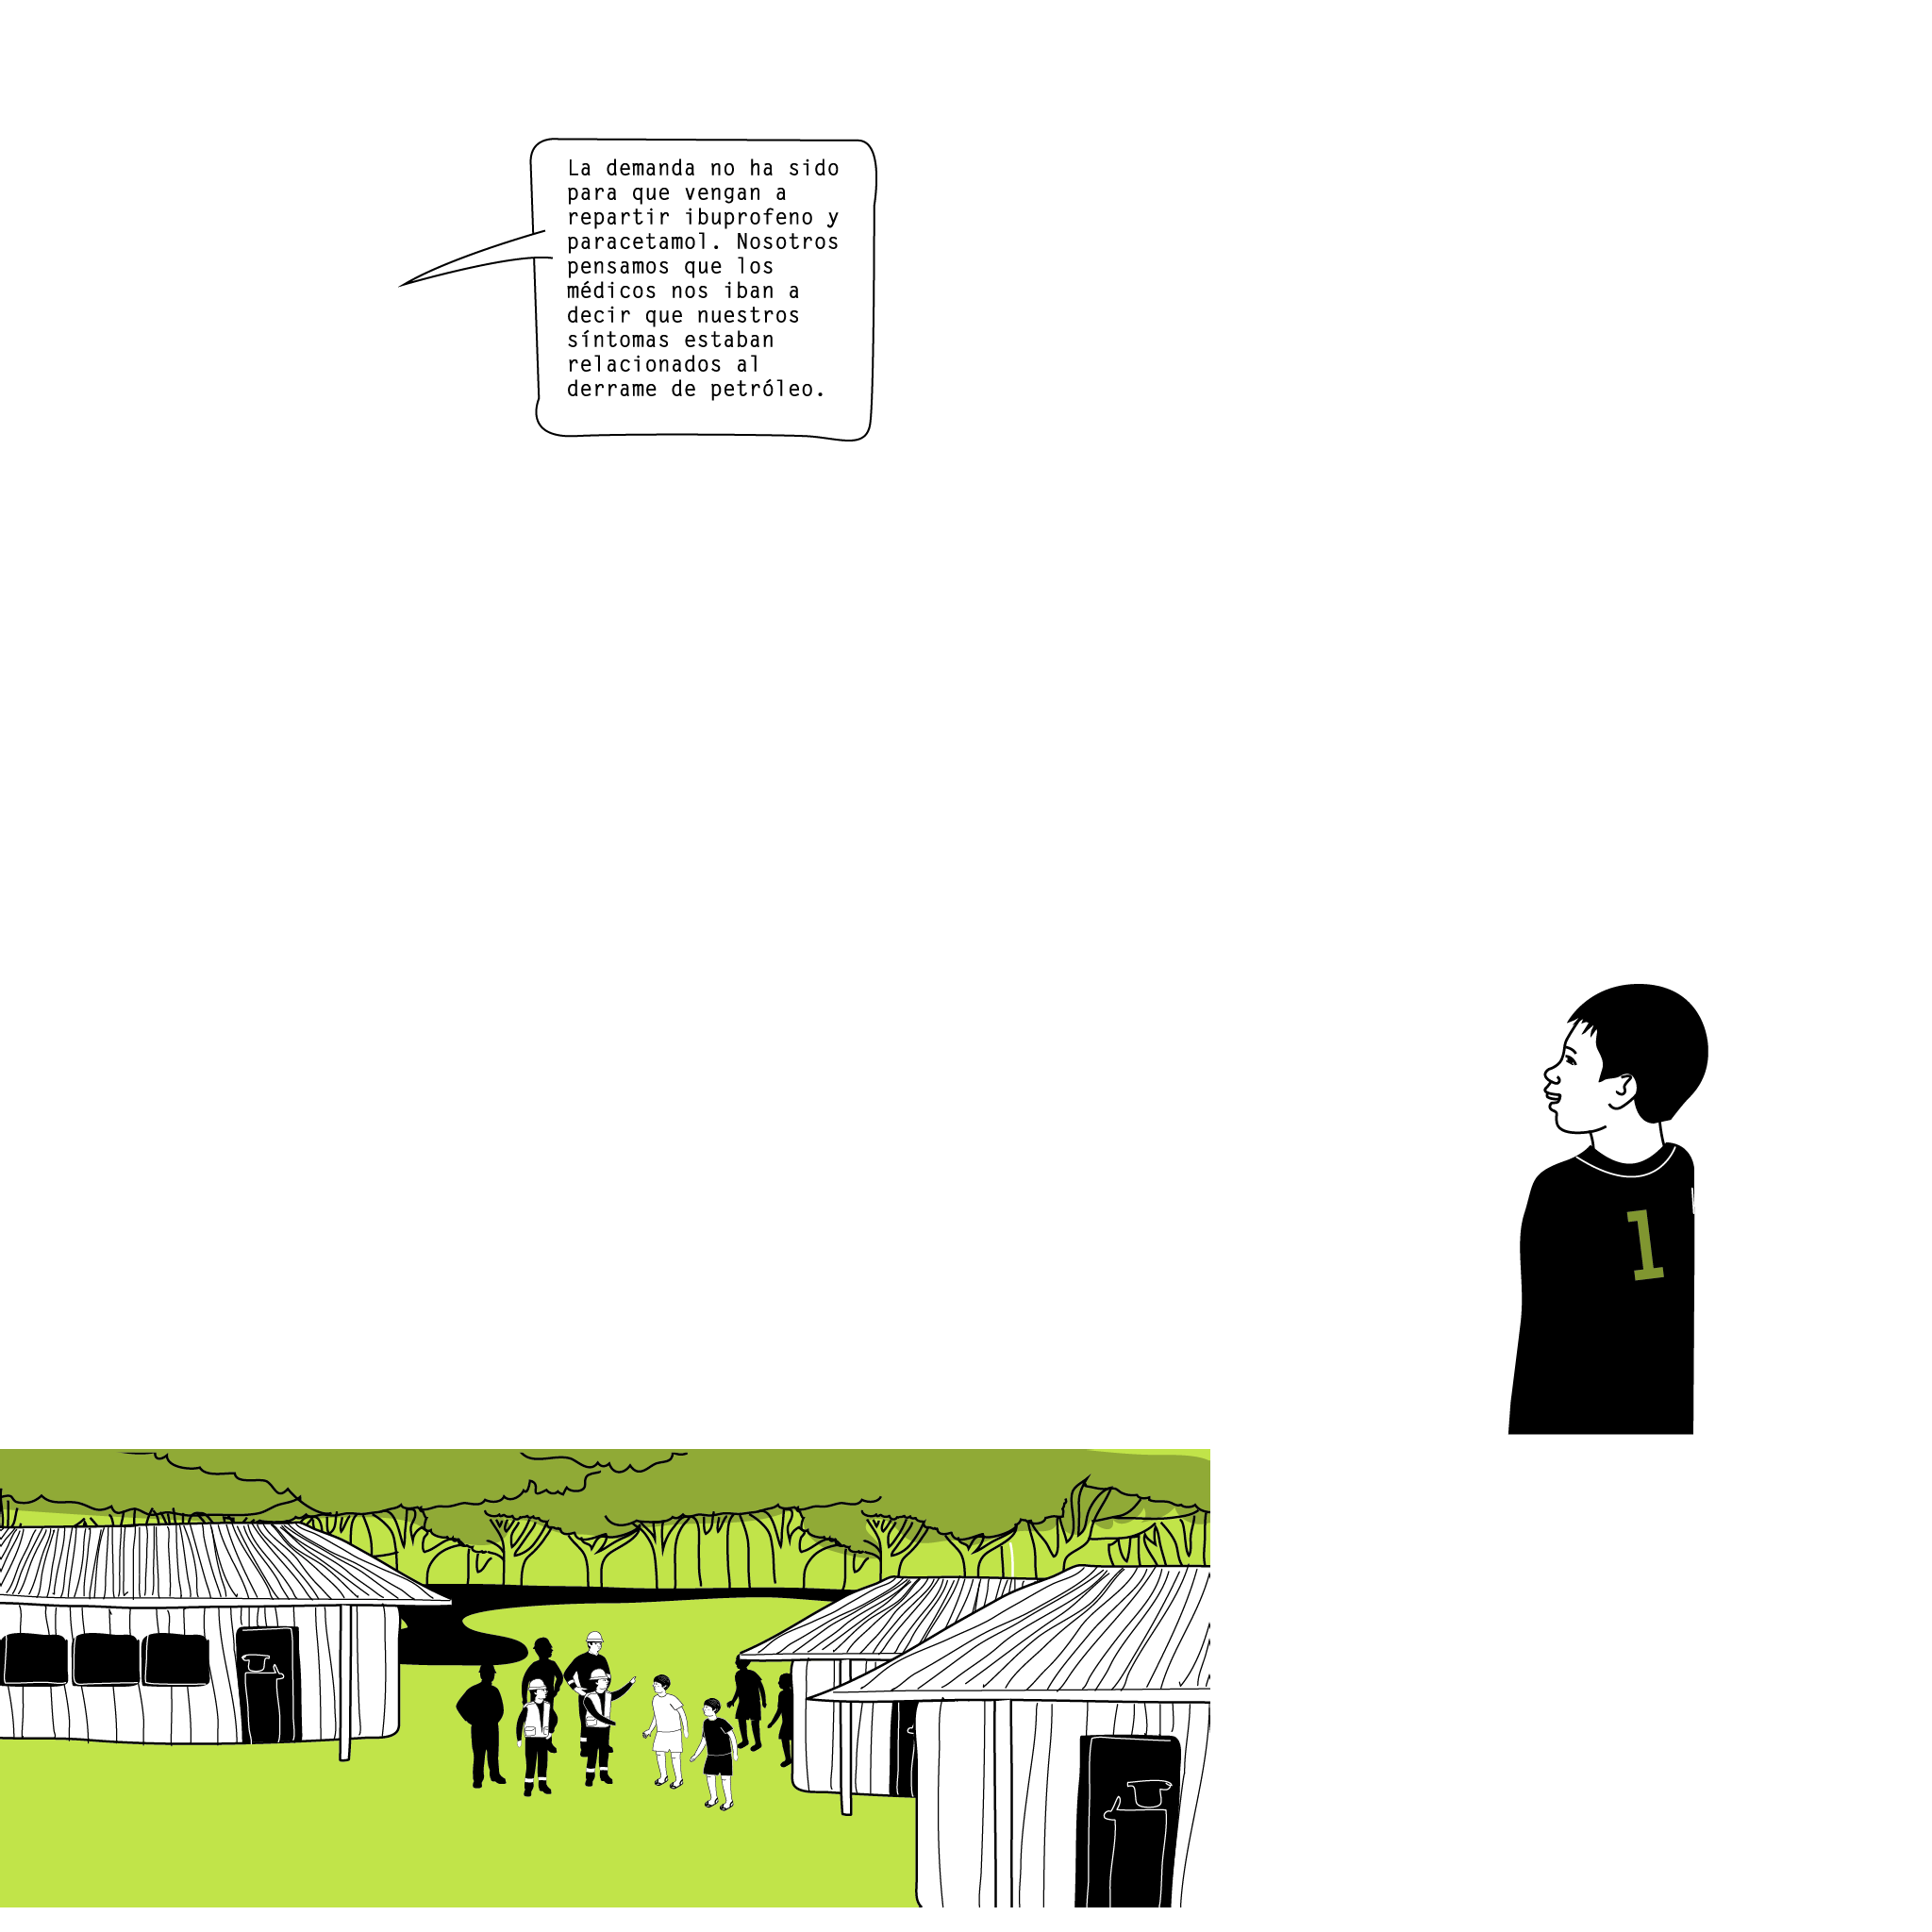 La demanda no ha sido
para que vengan a
repartir ibuprofeno y
paracetamol. Nosotros
pensamos que los
médicos nos iban a
decir que nuestros
síntomas estaban
relacionados al
derrame de petróleo.
1